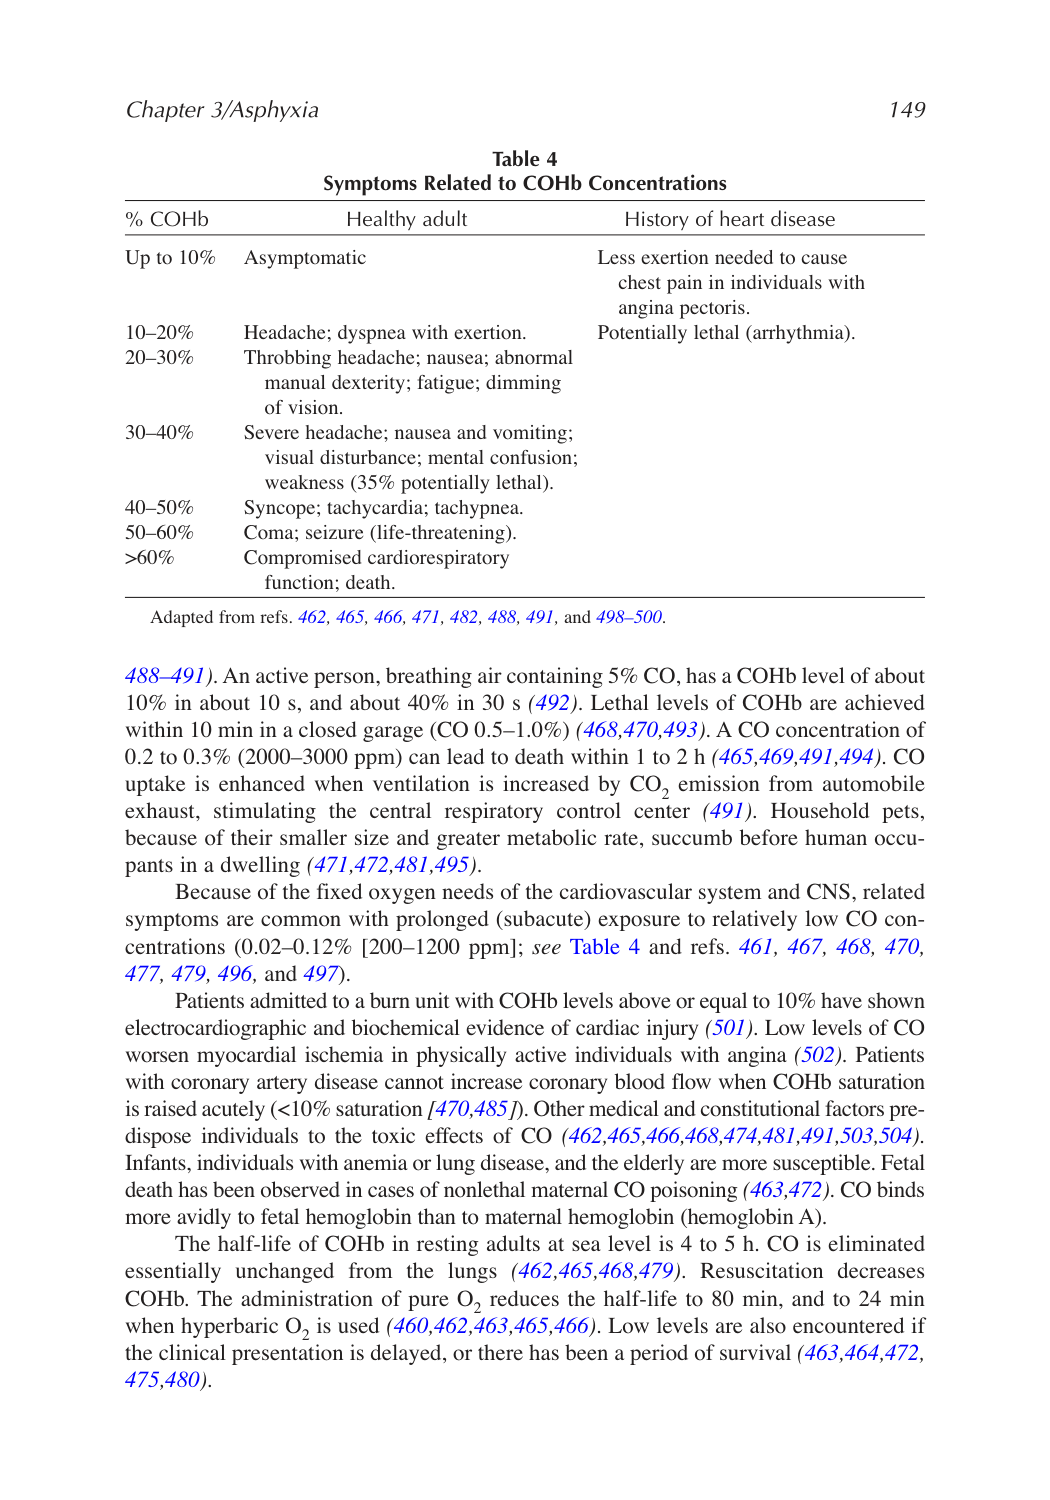 Chapter 3/Asphyxia 149
Table 4
Symptoms Related to COHb Concentrations
% COHb Healthy adult History of heart disease
Up to 10% Asymptomatic Less exertion needed to cause
chest pain in individuals with
angina pectoris.
10–20% Headache; dyspnea with exertion. Potentially lethal (arrhythmia).
20–30% Throbbing headache; nausea; abnormal
manual dexterity; fatigue; dimming
of vision.
30–40% Severe headache; nausea and vomiting;
visual disturbance; mental confusion;
weakness (35% potentially lethal).
40–50% Syncope; tachycardia; tachypnea.
50–60% Coma; seizure (life-threatening).
>60% Compromised cardiorespiratory
function; death.
Adapted from refs. 462, 465, 466, 471, 482, 488, 491, and 498–500.
488–491). An active person, breathing air containing 5% CO, has a COHb level of about
10% in about 10 s, and about 40% in 30 s (492). Lethal levels of COHb are achieved
within 10 min in a closed garage (CO 0.5–1.0%) (468,470,493). A CO concentration of
0.2 to 0.3% (2000–3000 ppm) can lead to death within 1 to 2 h (465,469,491,494). CO
uptake is enhanced when ventilation is increased by CO2 emission from automobile
exhaust, stimulating the central respiratory control center (491). Household pets,
because of their smaller size and greater metabolic rate, succumb before human occu-
pants in a dwelling (471,472,481,495).
Because of the fixed oxygen needs of the cardiovascular system and CNS, related
symptoms are common with prolonged (subacute) exposure to relatively low CO con-
centrations (0.02–0.12% [200–1200 ppm]; see Table 4 and refs. 461, 467, 468, 470,
477, 479, 496, and 497).
Patients admitted to a burn unit with COHb levels above or equal to 10% have shown
electrocardiographic and biochemical evidence of cardiac injury (501). Low levels of CO
worsen myocardial ischemia in physically active individuals with angina (502). Patients
with coronary artery disease cannot increase coronary blood flow when COHb saturation
is raised acutely (<10% saturation [470,485]). Other medical and constitutional factors pre-
dispose individuals to the toxic effects of CO (462,465,466,468,474,481,491,503,504).
Infants, individuals with anemia or lung disease, and the elderly are more susceptible. Fetal
death has been observed in cases of nonlethal maternal CO poisoning (463,472). CO binds
more avidly to fetal hemoglobin than to maternal hemoglobin (hemoglobin A).
The half-life of COHb in resting adults at sea level is 4 to 5 h. CO is eliminated
essentially unchanged from the lungs (462,465,468,479). Resuscitation decreases
COHb. The administration of pure O2 reduces the half-life to 80 min, and to 24 min
when hyperbaric O2 is used (460,462,463,465,466). Low levels are also encountered if
the clinical presentation is delayed, or there has been a period of survival (463,464,472,
475,480).